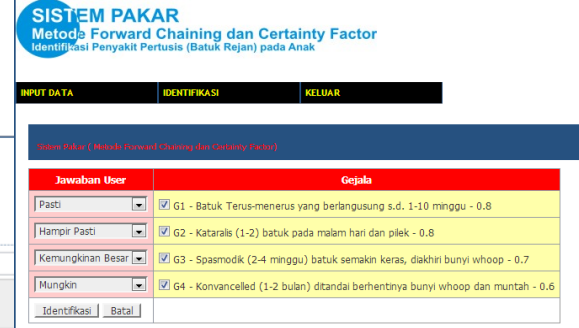 SISTEM PAKAR
Metode Forward Chaining dan Certainty Factor
Identifikasi Penyakit Pertusis (Batuk Rejan) pada Anak
INPUT DATA IDENTIFIKASI KELUAR
Sistem Pakar ( Metode Forward Chaining dan Certainty Factor)
Jawaban User Gejala
Pasti G1 - Batuk Terus-menerus yang berlangusung s.d. 1-10 minggu - 0.8
Hampir Pasti G2 - Kataralis (1-2) batuk pada malam hari dan pilek - 0.8
Kemungkinan Besar G3 - Spasmodik (2-4 minggu) batuk semakin keras, diakhiri bunyi whoop - 0.7
Mungkin G4 - Konvancelled (1-2 bulan) ditandai berhentinya bunyi whoop dan muntah - 0.6
Identifikasi Batal